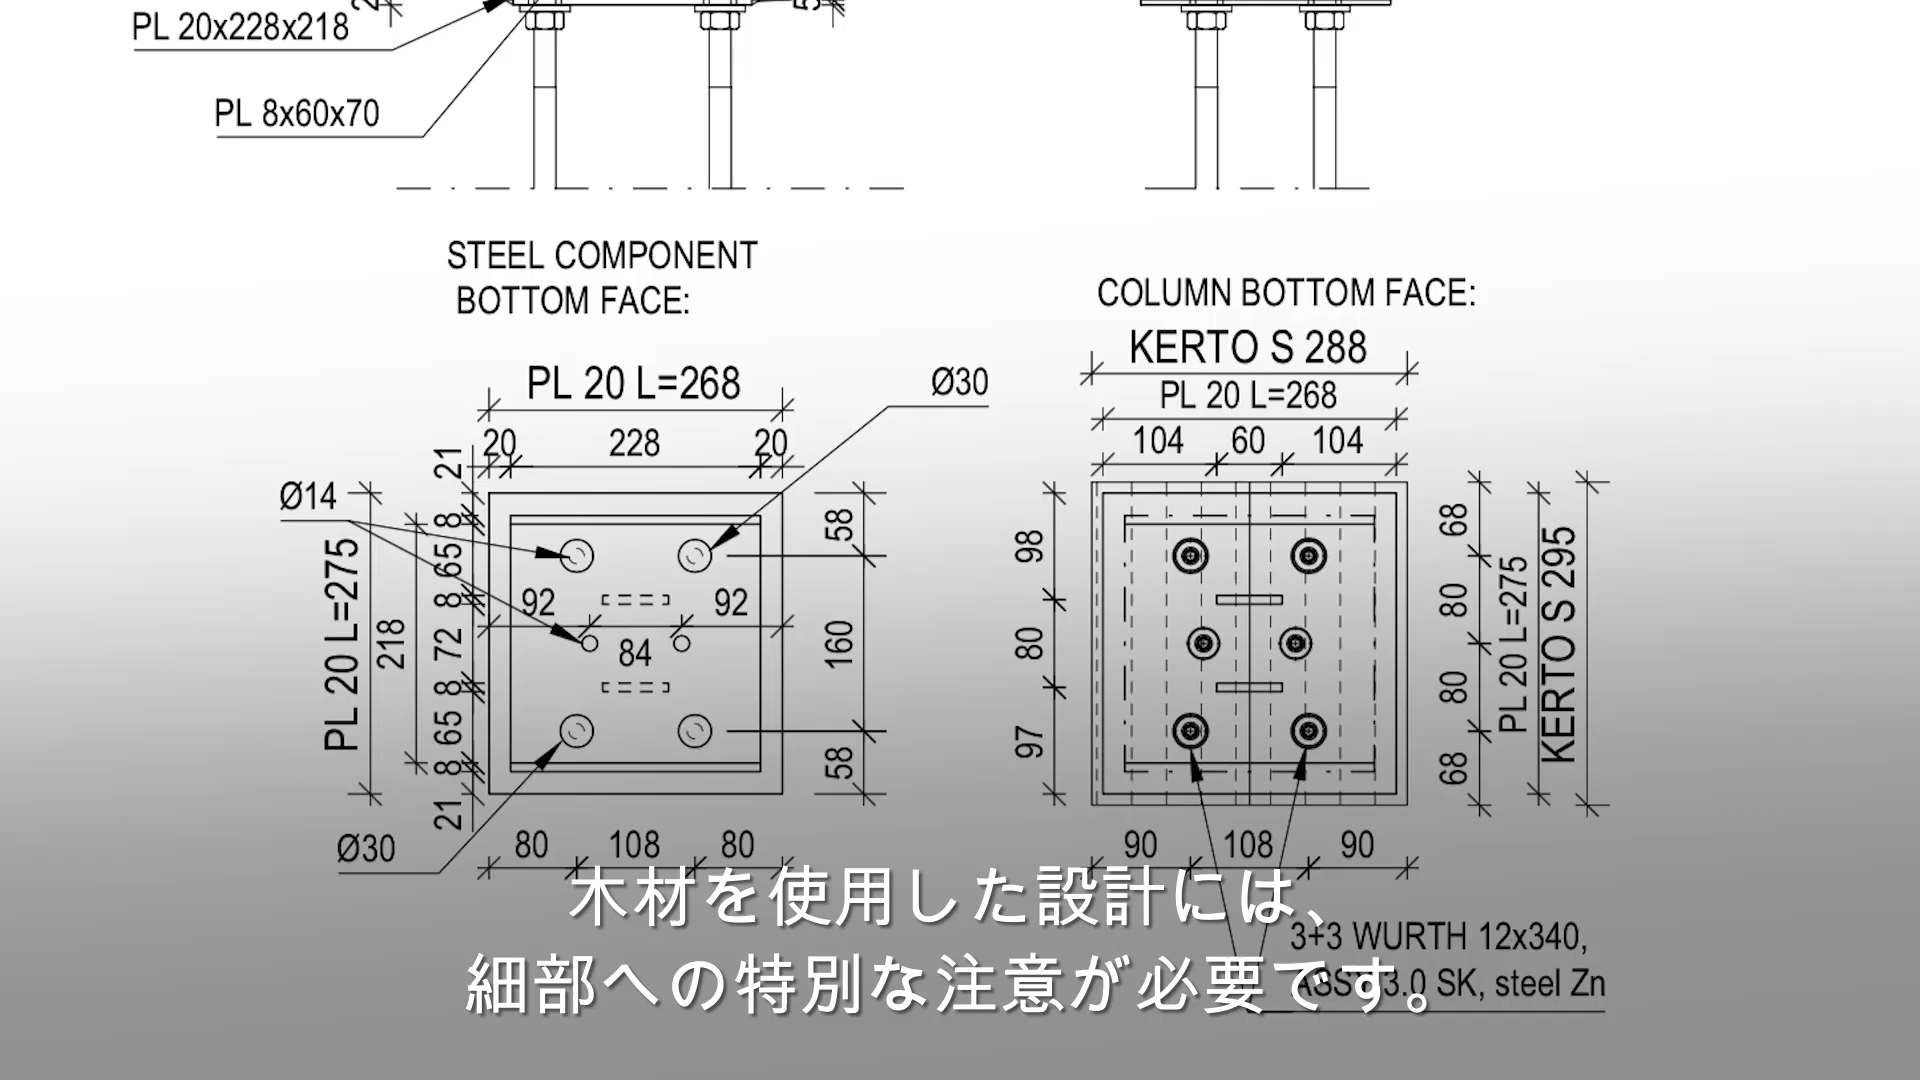 PL 20x228x218
PL 8x60x70
STEEL COMPONENT
BOTTOM FACE:
PL 20 L=268
Ø30
20 228 20
Ø14
21
8
65
8
72
8
65
8
21
218
PL 20 L=275
92 92
84
58
160
58
Ø30
80 108 80
COLUMN BOTTOM FACE:
KERTO S 288
PL 20 L=268
104 60 104
98
80
97
68
80
80
68
PL 20 L=275
KERTO S 295
90 108 90
3+3 WURTH 12x340,
3.0 SK, steel Zn
木材を使用した設計には、
細部への特別な注意が必要です。